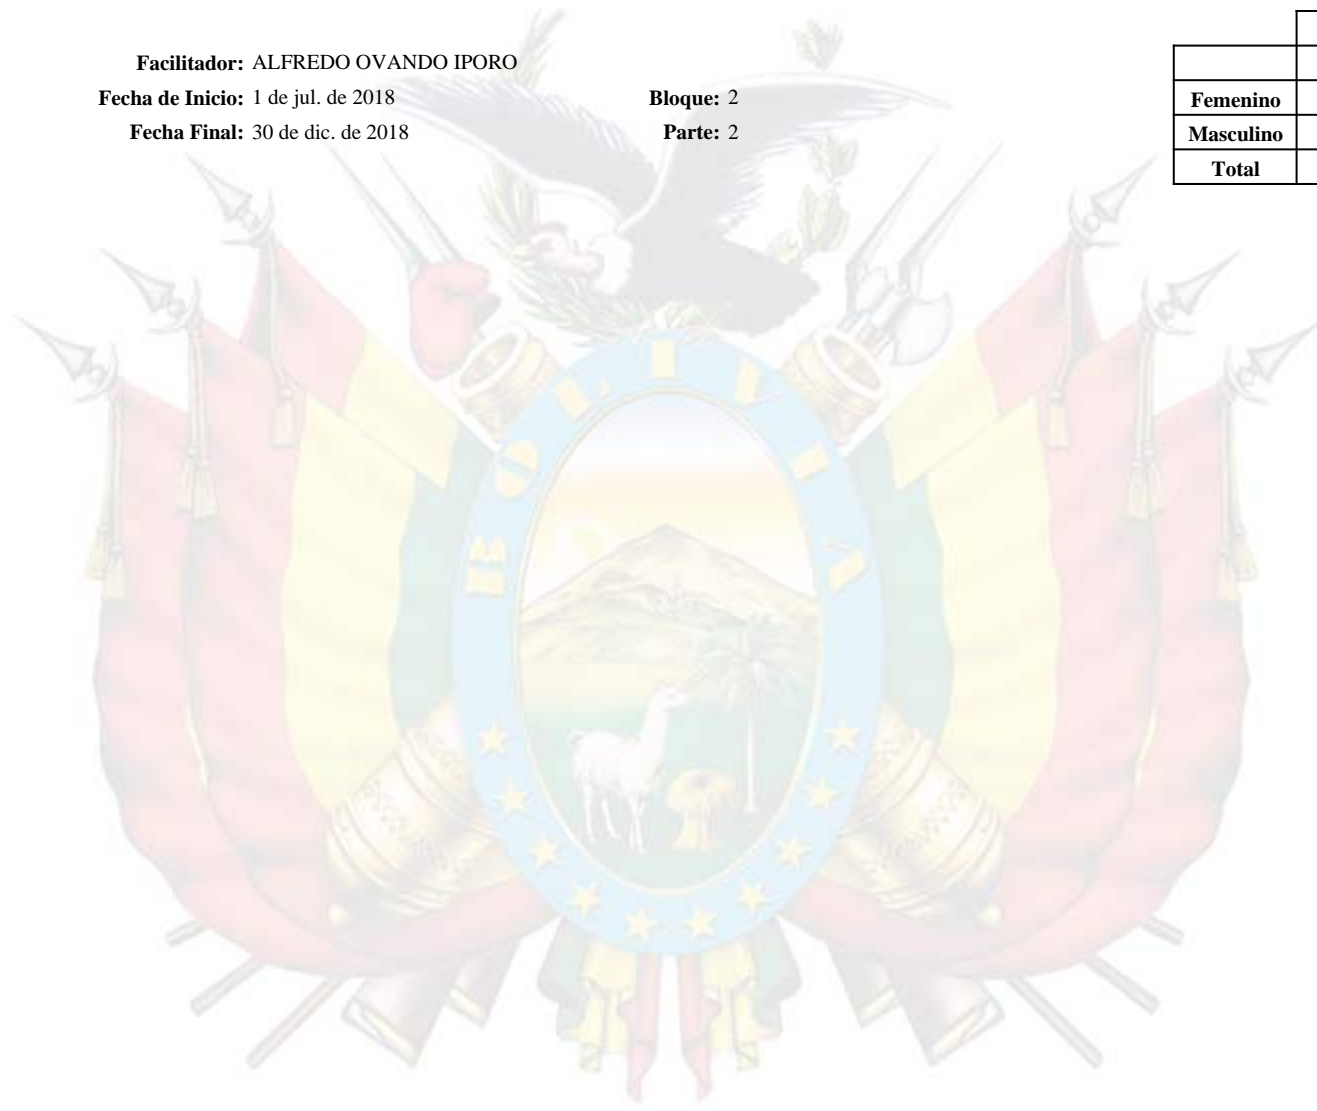 Facilitador: ALFREDO OVANDO IPORO
Fecha de Inicio: 1 de jul. de 2018 Bloque: 2
Fecha Final: 30 de dic. de 2018 Parte: 2
Femenino
Masculino
Total
BOLIVIA